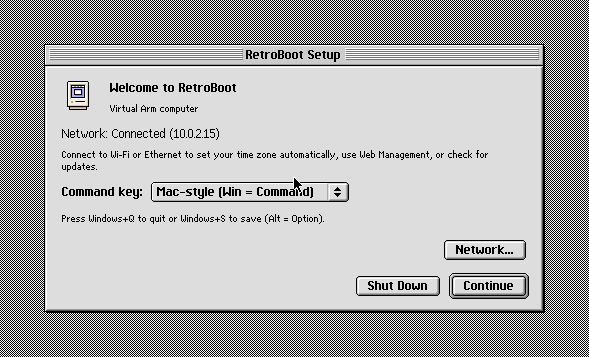 RetroBoot Setup
Welcome to RetroBoot
Virtual Arm computer
Network: Connected (10.0.2.15)
Connect to Wi-Fi or Ethernet to set your time zone automatically, use Web Management, or check for
updates.
Command key: Mac-style (Win = Command)
Press Windows+Q to quit or Windows+S to save (Alt = Option).
Network...
Shut Down Continue